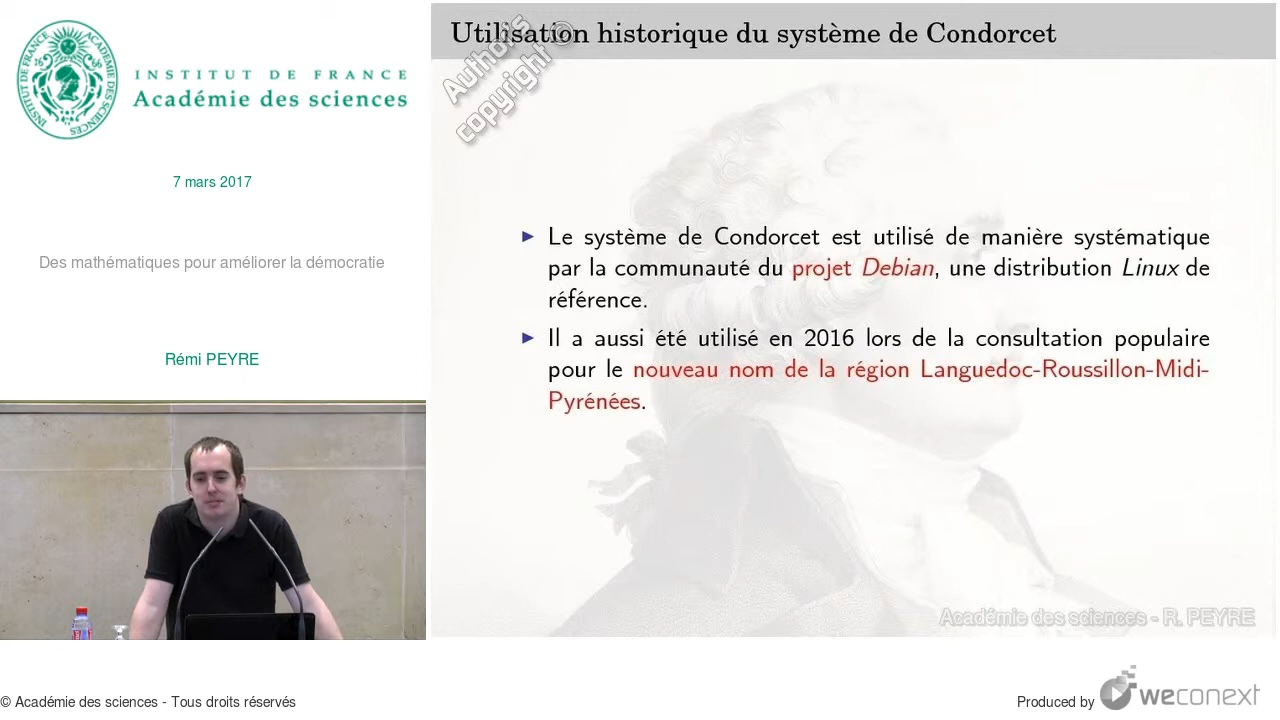 INSTITUT DE FRANCE
Académie des sciences
7 mars 2017
Des mathématiques pour améliorer la démocratie
Rémi PEYRE
Utilisation historique du système de Condorcet
Authors
copyright ©
Le système de Condorcet est utilisé de manière systématique
par la communauté du projet Debian, une distribution Linux de
référence.
Il a aussi été utilisé en 2016 lors de la consultation populaire
pour le nouveau nom de la région Languedoc-Roussillon-Midi-
Pyrénées.
Académie des sciences - R. PEYRE
© Académie des sciences - Tous droits réservés
Produced by weconext